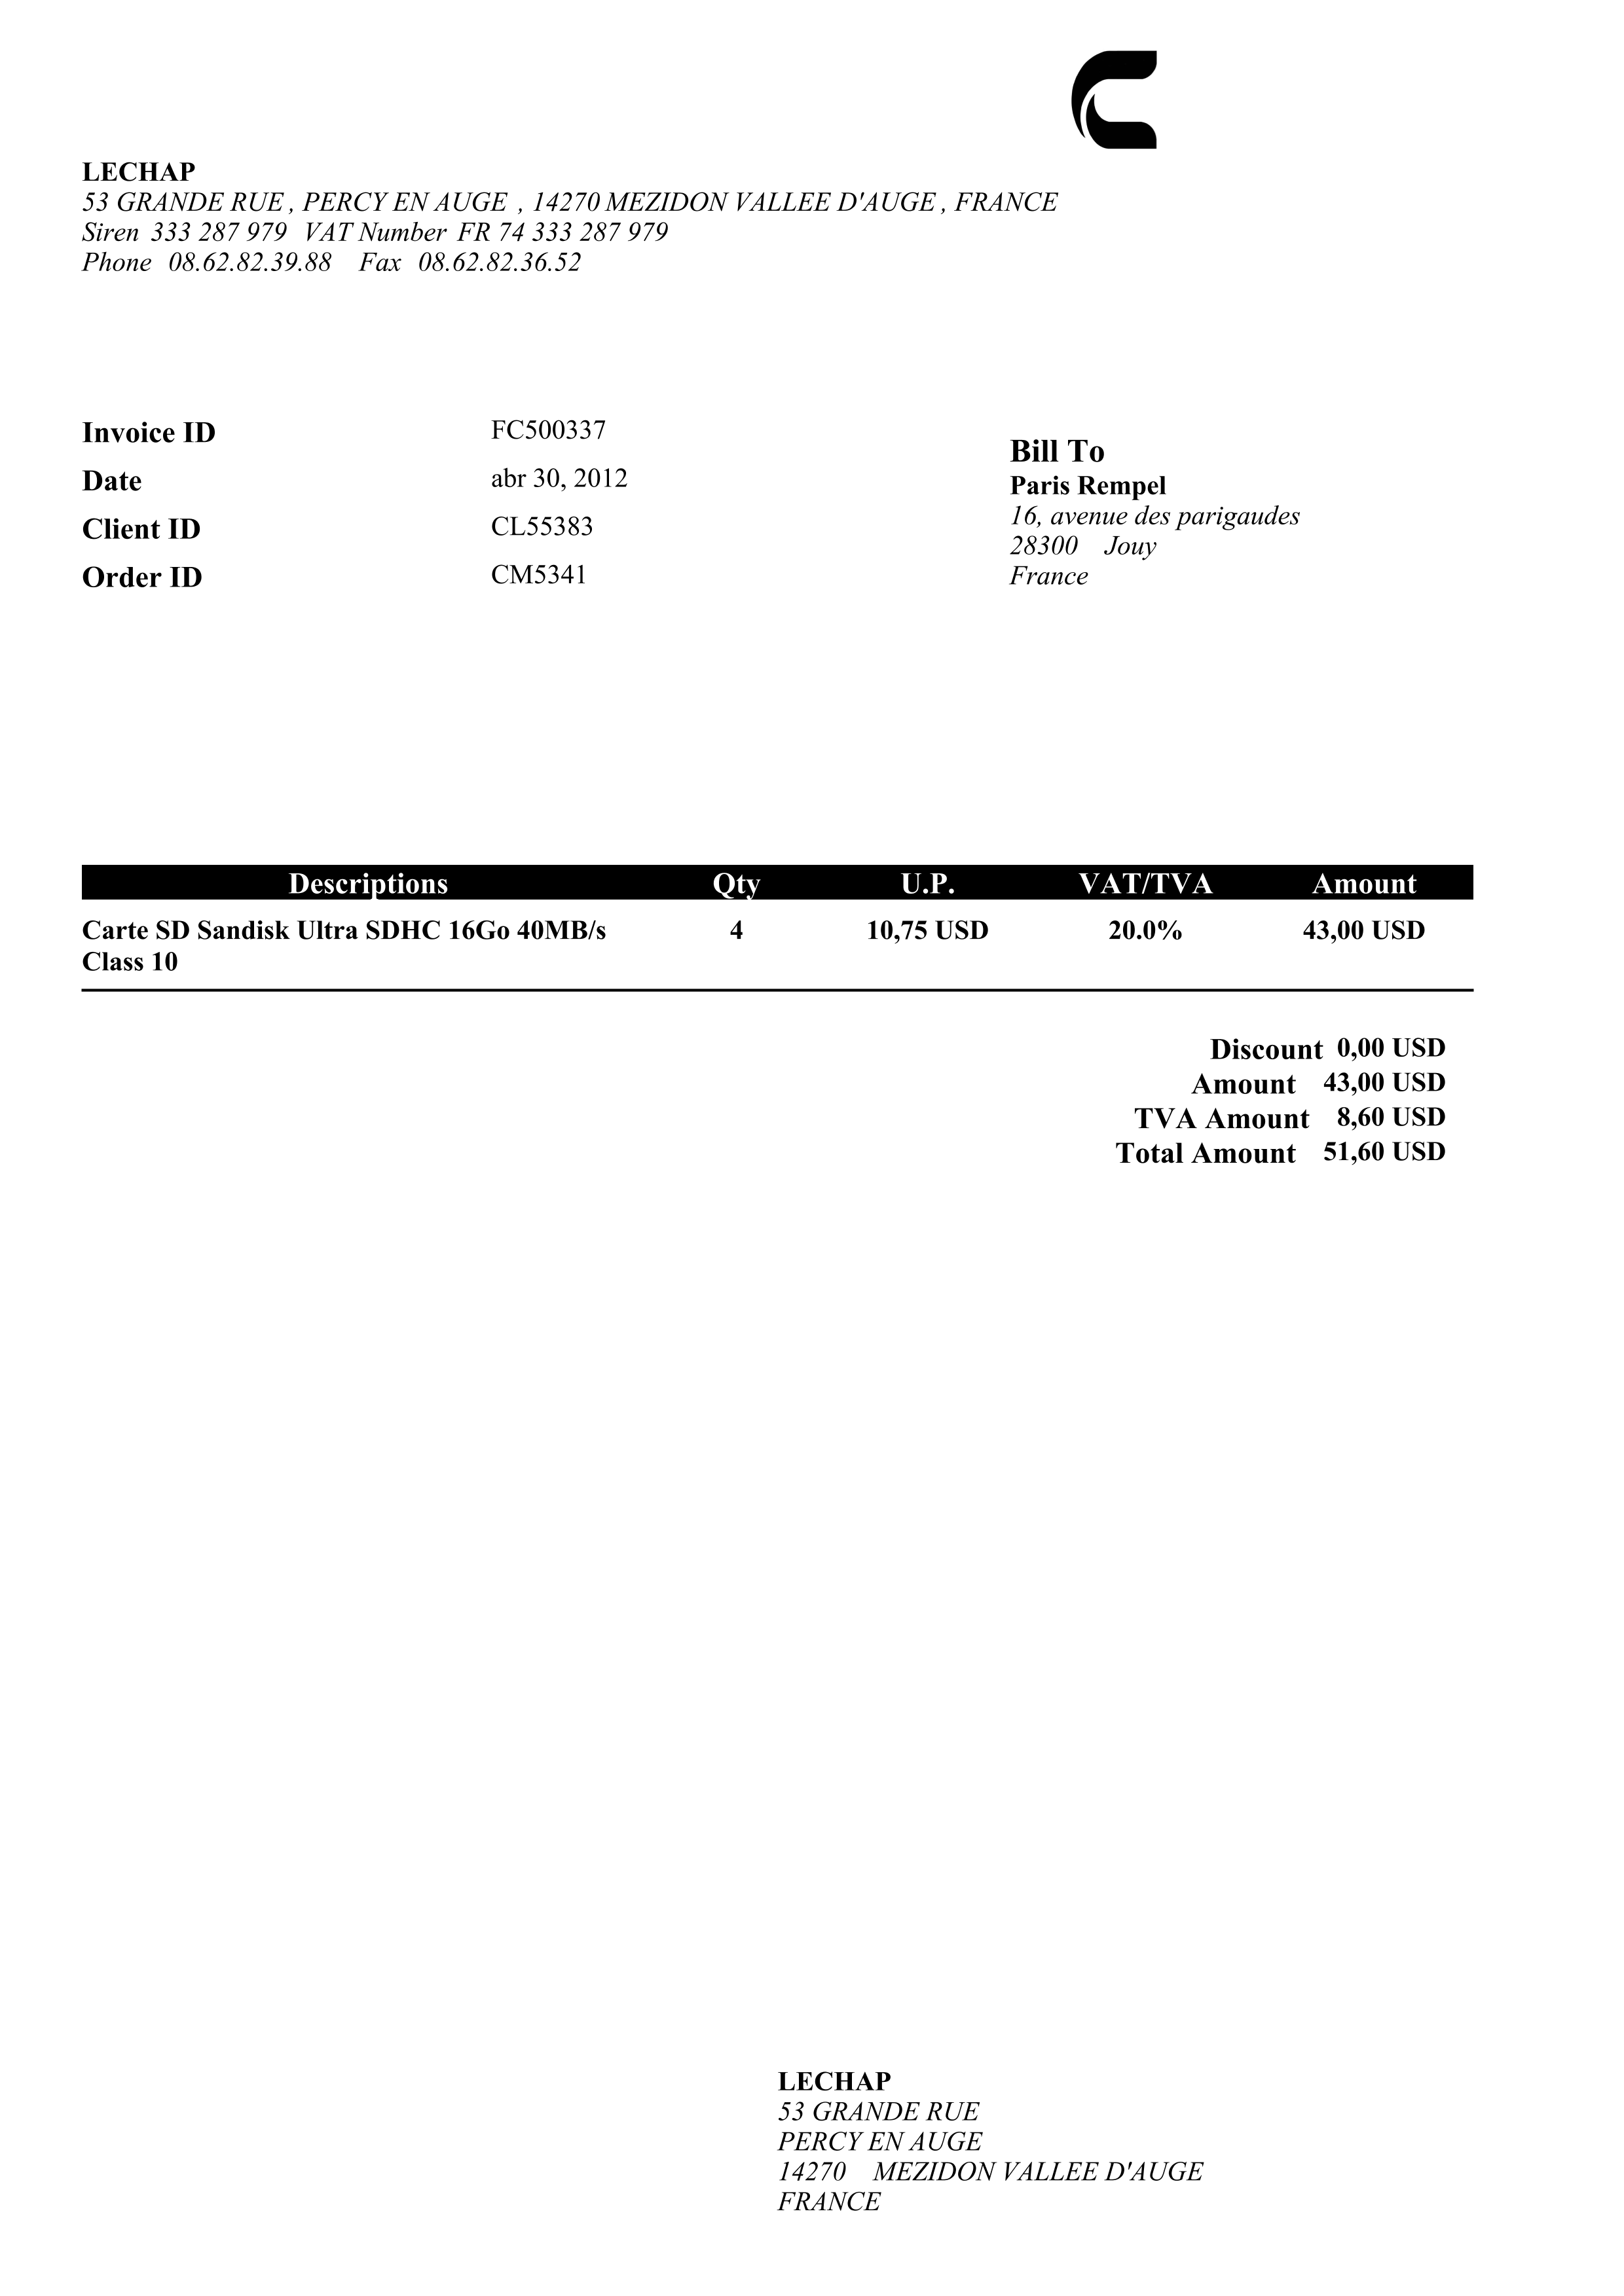 LECHAP
53 GRANDE RUE , PERCY EN AUGE , 14270 MEZIDON VALLEE D'AUGE , FRANCE
Siren 333 287 979 VAT Number FR 74 333 287 979
Phone 08.62.82.39.88 Fax 08.62.82.36.52
Invoice ID FC500337
Date abr 30, 2012
Client ID CL55383
Order ID CM5341
Bill To
Paris Rempel
16, avenue des parigaudes
28300 Jouy
France
Descriptions Qty U.P. VAT/TVA Amount
Carte SD Sandisk Ultra SDHC 16Go 40MB/s 4 10,75 USD 20.0% 43,00 USD
Class 10
Discount 0,00 USD
Amount 43,00 USD
TVA Amount 8,60 USD
Total Amount 51,60 USD
LECHAP
53 GRANDE RUE
PERCY EN AUGE
14270 MEZIDON VALLEE D'AUGE
FRANCE